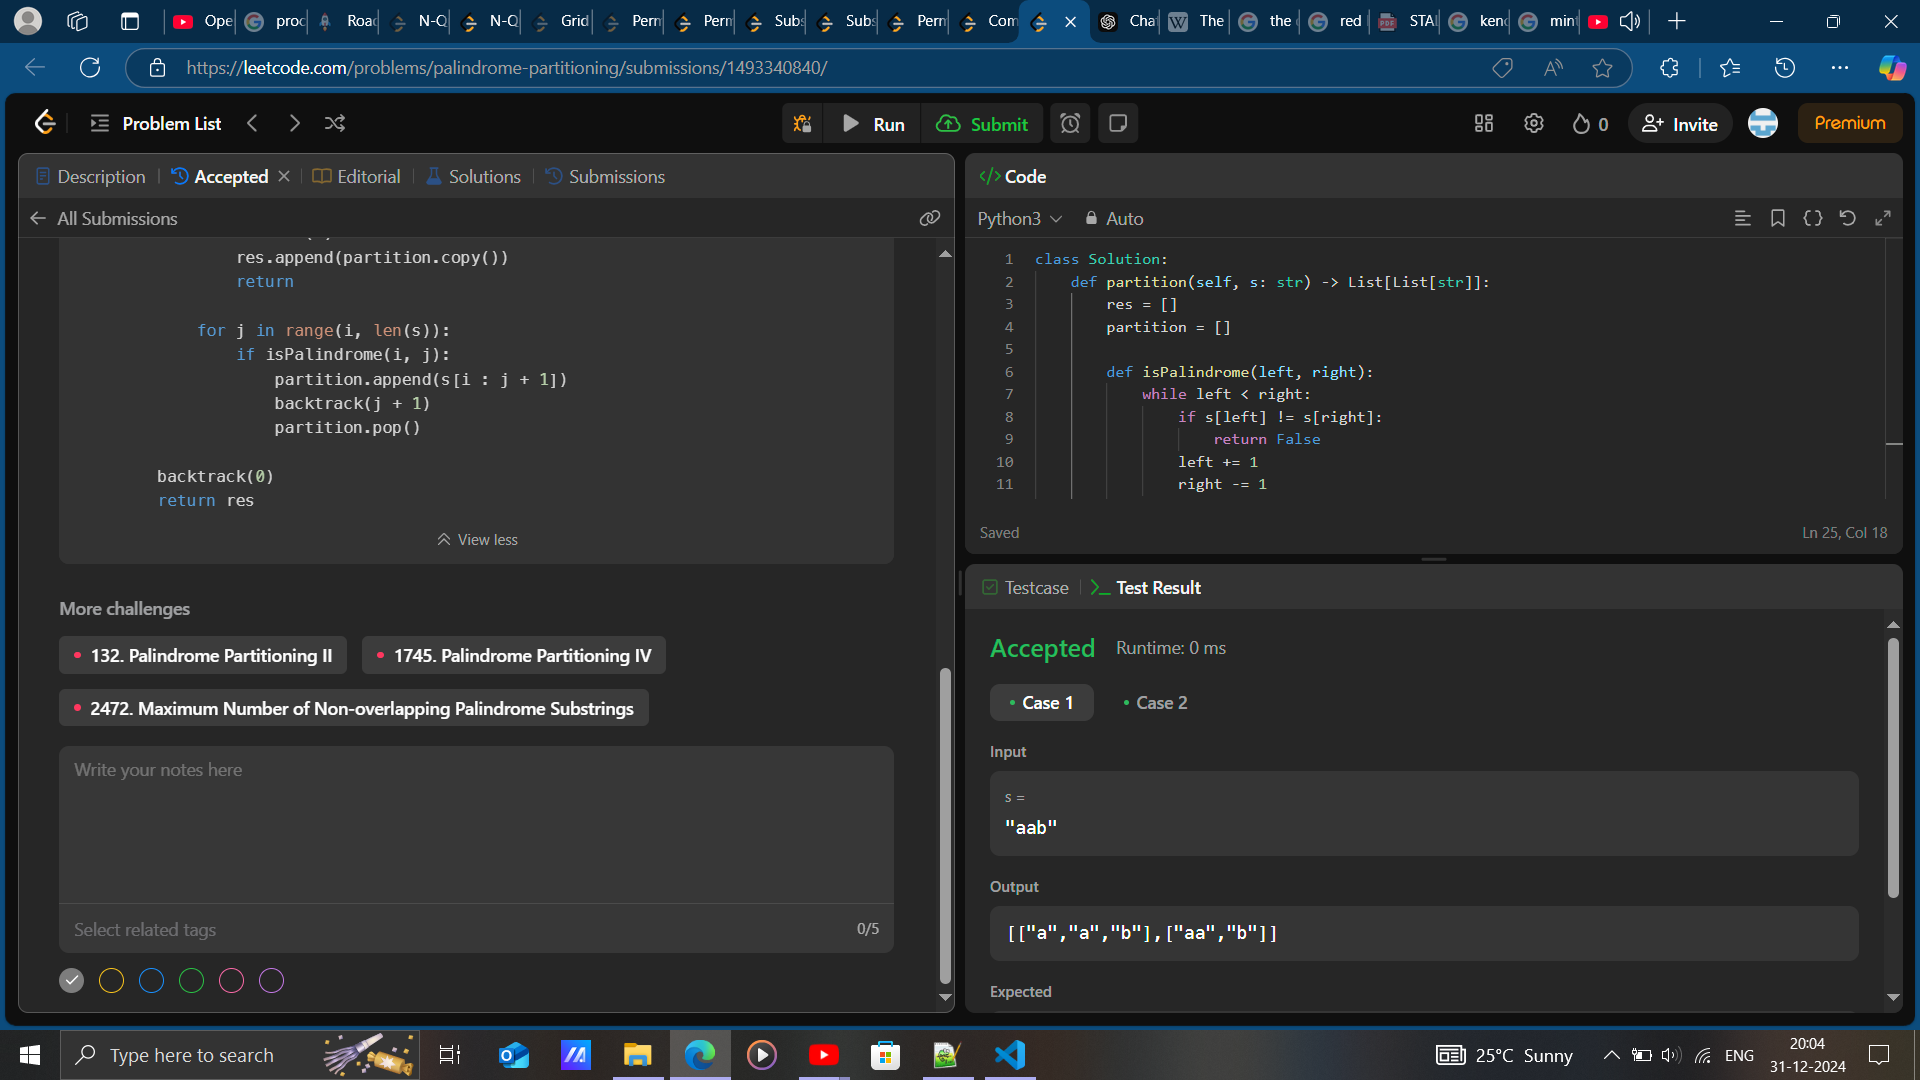 Ope
proc
Road
N-Q
N-Q
Grid
Perm
Perm
Subs
Subs
Perm
Com
Cha
The
the
red
STA
keno
min
https://leetcode.com/problems/palindrome-partitioning/submissions/1493340840/
Problem List
Run
Submit
0
Invite
Premium
Description
Accepted
Editorial
Solutions
Submissions
All Submissions
res.append(partition.copy())
return
for j in range(i, len(s)):
if isPalindrome(i, j):
partition.append(s[i : j + 1])
backtrack(j + 1)
partition.pop()
backtrack(0)
return res
View less
More challenges
132. Palindrome Partitioning II
1745. Palindrome Partitioning IV
2472. Maximum Number of Non-overlapping Palindrome Substrings
Write your notes here
Select related tags
0/5
</> Code
Python3
Auto
1 class Solution:
2 def partition(self, s: str) -> List[List[str]]:
3 res = []
4 partition = []
5
6 def isPalindrome(left, right):
7 while left < right:
8 if s[left] != s[right]:
9 return False
10 left += 1
11 right -= 1
Saved
Ln 25, Col 18
Testcase
Test Result
Accepted
Runtime: 0 ms
Case 1
Case 2
Input
s =
"aab"
Output
[["a","a","b"],["aa","b"]]
Expected
Type here to search
25°C Sunny
ENG
20:04
31-12-2024